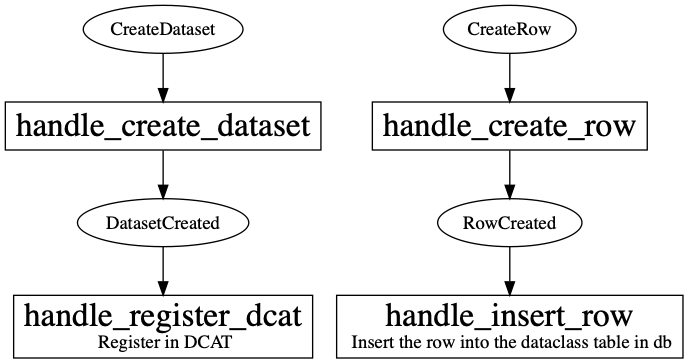 CreateDataset
handle_create_dataset
DatasetCreated
handle_register_dcat
Register in DCAT
CreateRow
handle_create_row
RowCreated
handle_insert_row
Insert the row into the dataclass table in db